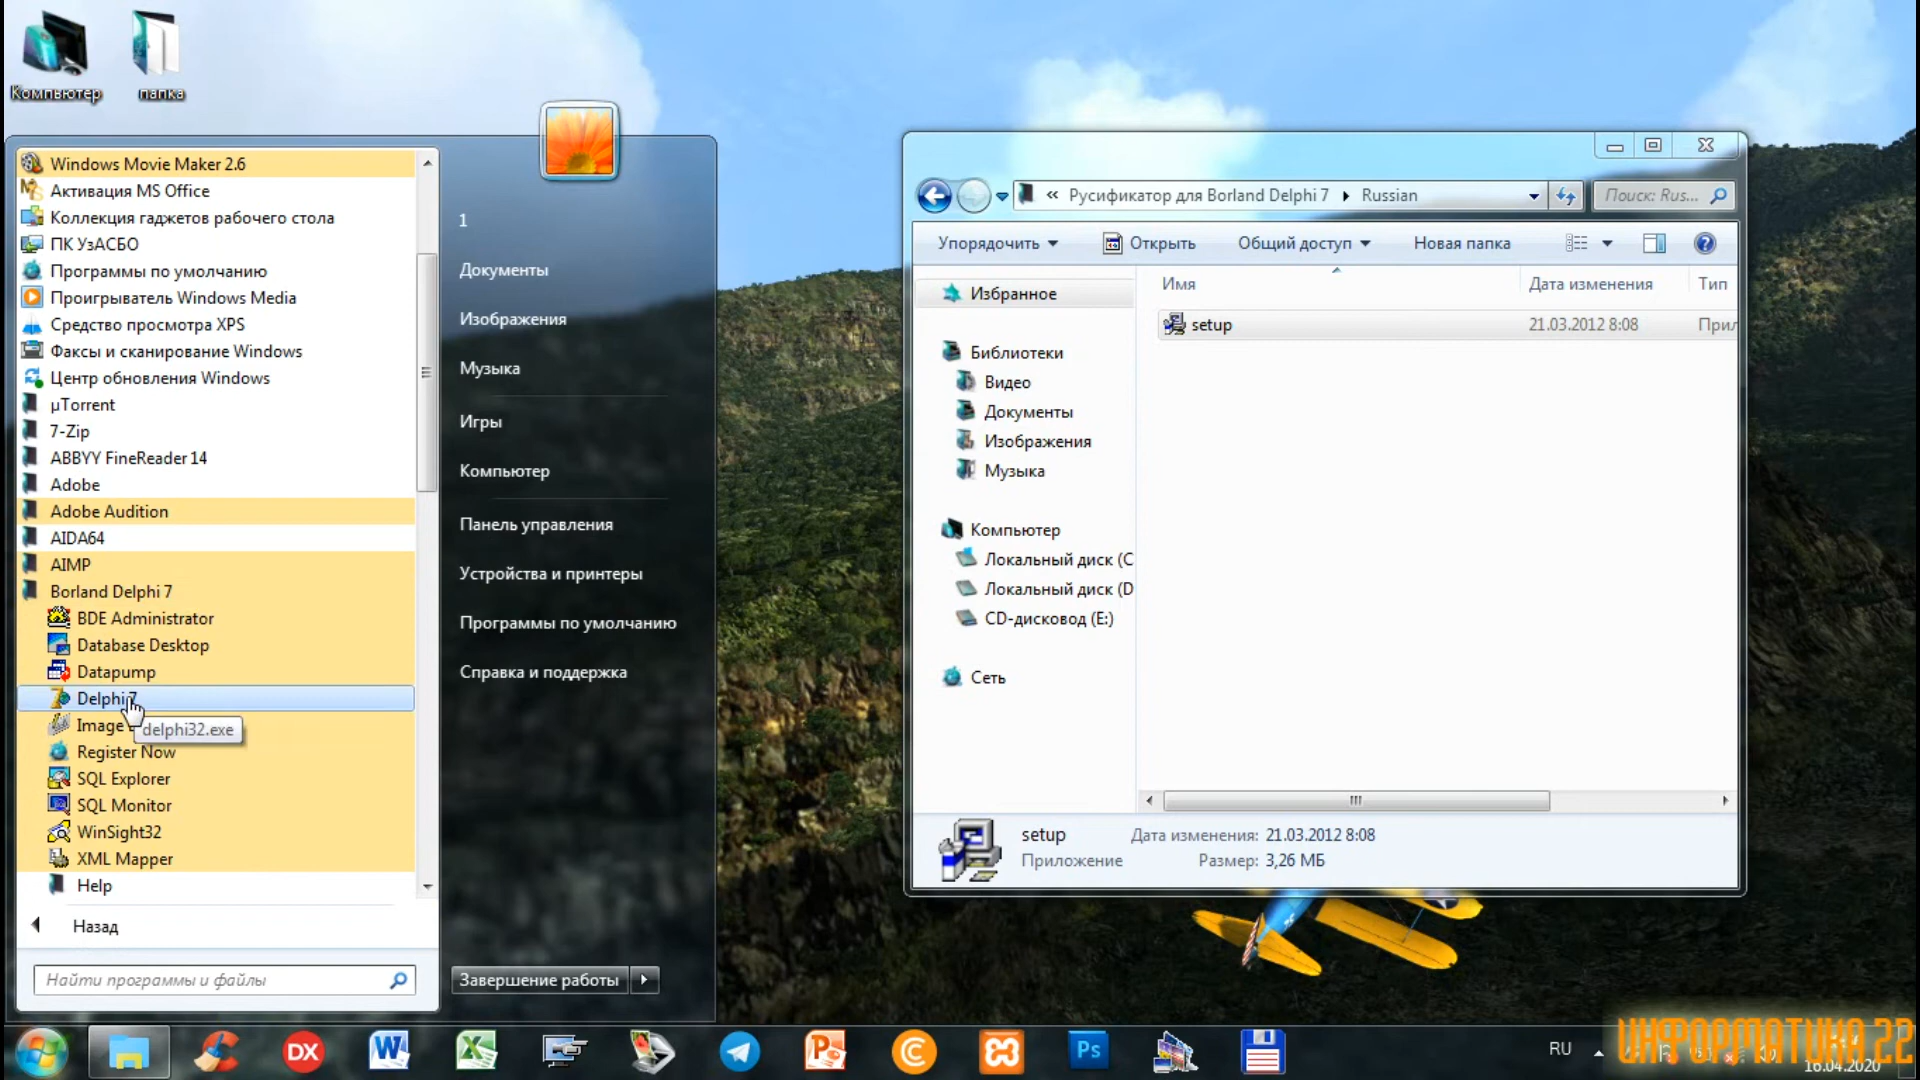 Компьютер
папка
Windows Movie Maker 2.6
Активация MS Office
Коллекция гаджетов рабочего стола
ПК УзАСБО
Программы по умолчанию
Проигрыватель Windows Media
Средство просмотра XPS
Факсы и сканирование Windows
Центр обновления Windows
µTorrent
7-Zip
ABBYY FineReader 14
Adobe
Adobe Audition
AIDA64
AIMP
Borland Delphi 7
BDE Administrator
Database Desktop
Datapump
Delphi 7
Image
delphi32.exe
Register Now
SQL Explorer
SQL Monitor
WinSight32
XML Mapper
Help
Назад
Найти программы и файлы
1
Документы
Изображения
Музыка
Игры
Компьютер
Панель управления
Устройства и принтеры
Программы по умолчанию
Справка и поддержка
Завершение работы
« Русификатор для Borland Delphi 7 Russian
Поиск: Rus...
Упорядочить Открыть Общий доступ Новая папка
Имя Дата изменения Тип
setup 21.03.2012 8:08 При
Избранное
Библиотеки
Видео
Документы
Изображения
Музыка
Компьютер
Локальный диск (C
Локальный диск (D
CD-дисковод (E:)
Сеть
setup Дата изменения: 21.03.2012 8:08
Приложение Размер: 3,26 МБ
DX
Ps
RU
ИНФОРМАТИКА 22
16.04.2020